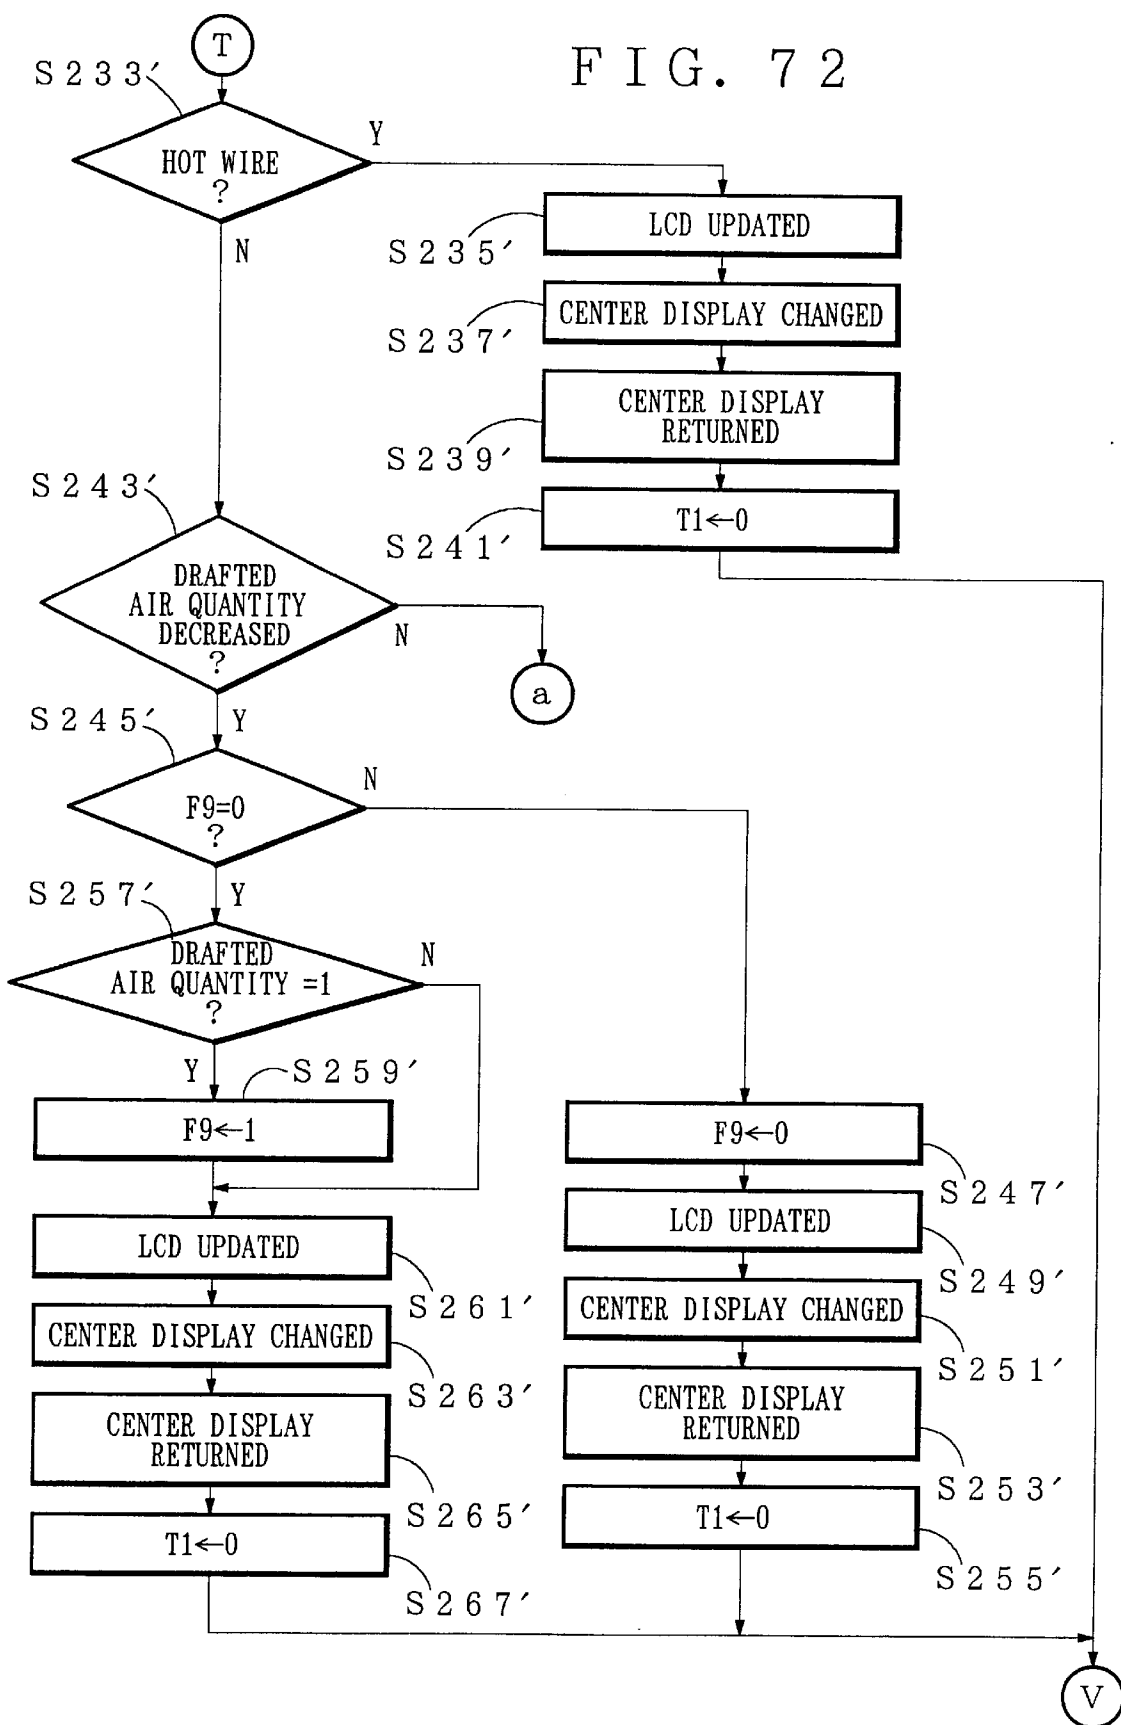 T
FIG. 72
S233′
HOT WIRE
?
Y
N
LCD UPDATED
S235′
CENTER DISPLAY CHANGED
S237′
CENTER DISPLAY
RETURNED
S239′
T1←0
S241′
S243′
DRAFTED
AIR QUANTITY
DECREASED
?
N
a
Y
S245′
F9=0
?
N
Y
S257′
DRAFTED
AIR QUANTITY =1
?
N
Y
S259′
F9←1
LCD UPDATED
S261′
CENTER DISPLAY CHANGED
S263′
CENTER DISPLAY
RETURNED
S265′
T1←0
S267′
F9←0
S247′
LCD UPDATED
S249′
CENTER DISPLAY CHANGED
S251′
CENTER DISPLAY
RETURNED
S253′
T1←0
S255′
V